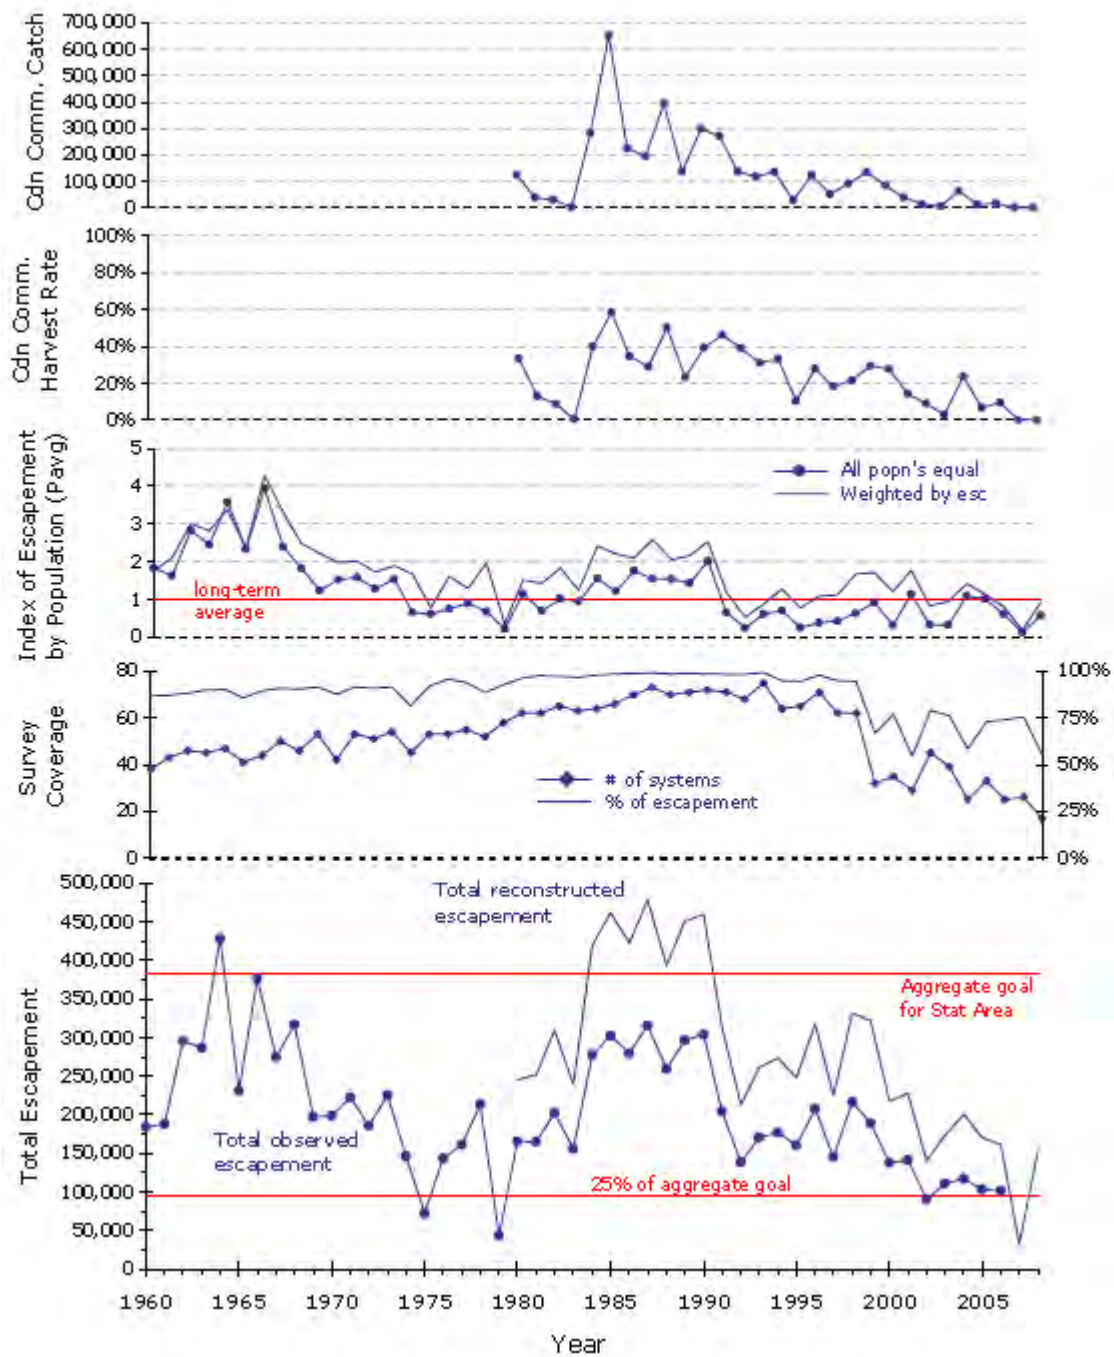 Cdn Comm. Catch
700,000
600,000
500,000
400,000
300,000
200,000
100,000
0
Cdn Comm.
Harvest Rate
100%
80%
60%
40%
20%
0%
Index of Escapement
by Population (Pavg)
5
4
3
2
1
0
All popn's equal
Weighted by esc
long-term
average
Survey
Coverage
80
60
40
20
0
100%
75%
50%
25%
0%
# of systems
% of escapement
Total Escapement
500,000
450,000
400,000
350,000
300,000
250,000
200,000
150,000
100,000
50,000
0
Total reconstructed
escapement
Aggregate goal
for Stat Area
Total observed
escapement
25% of aggregate goal
1960 1965 1970 1975 1980 1985 1990 1995 2000 2005
Year